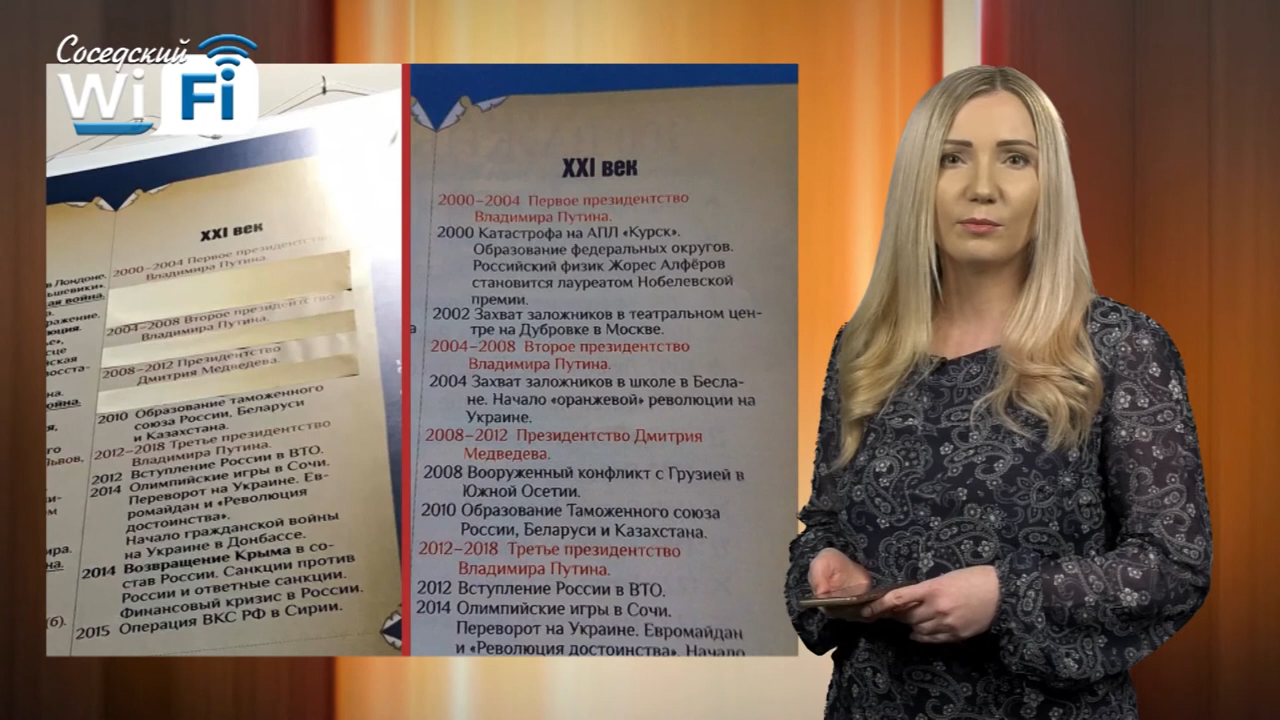 Соседский
WiFi
XXI век
2000–2004 Первое президентство
Владимира Путина.
2004–2008 Второе президентство
Владимира Путина.
2008–2012 Президентство
Дмитрия Медведева.
2010 Образование таможенного
союза России, Беларуси
и Казахстана.
2012–2018 Третье президентство
Владимира Путина.
2012 Вступление России в ВТО.
2014 Олимпийские игры в Сочи.
Переворот на Украине. Ев-
ромайдан и «Революция
достоинства».
Начало гражданской войны
на Украине в Донбассе.
2014 Возвращение Крыма в со-
став России. Санкции против
России и ответные санкции.
Финансовый кризис в России.
2015 Операция ВКС РФ в Сирии.
в Лондоне.
XXI век
2000–2004 Первое президентство
Владимира Путина.
2000 Катастрофа на АПЛ «Курск».
Образование федеральных округов.
Российский физик Жорес Алфёров
становится лауреатом Нобелевской
премии.
2002 Захват заложников в театральном цен-
тре на Дубровке в Москве.
2004–2008 Второе президентство
Владимира Путина.
2004 Захват заложников в школе в Бесла-
не. Начало «оранжевой» революции на
Украине.
2008–2012 Президентство Дмитрия
Медведева.
2008 Вооруженный конфликт с Грузией в
Южной Осетии.
2010 Образование Таможенного союза
России, Беларуси и Казахстана.
2012–2018 Третье президентство
Владимира Путина.
2012 Вступление России в ВТО.
2014 Олимпийские игры в Сочи.
Переворот на Украине. Евромайдан
и «Революция достоинства». Начало